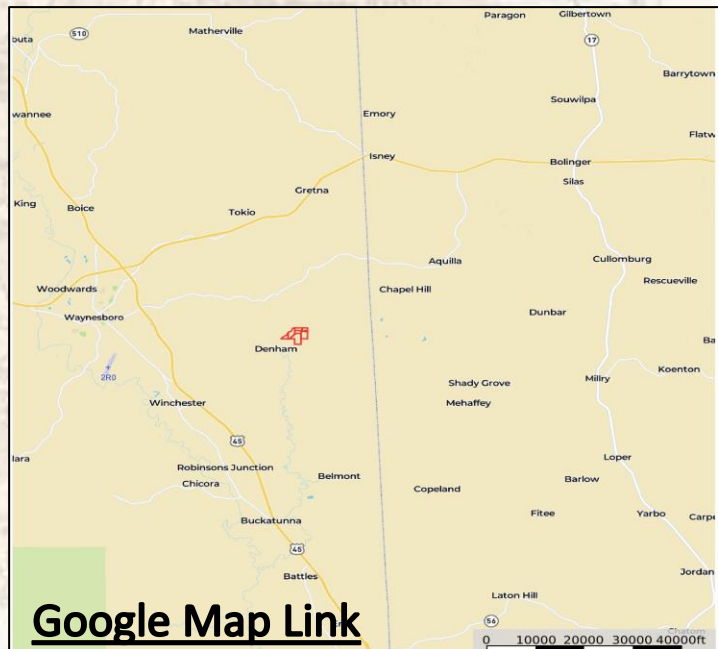 Paragon
Gilbertown
510
Matherville
outa
17
Barrytown
Souwilpa
Emory
wannee
Flatw
Isney
Bolinger
Silas
Gretna
King
Boice
Tokio
Aquilla
Cullomburg
Rescueville
Woodwards
Chapel Hill
Dunbar
Waynesboro
Ba
Denham
Koenton
2R0
Shady Grove
Millry
Mehaffey
Winchester
45
Loper
lara
Robinsons Junction
Belmont
Barlow
Chicora
Copeland
Fitee
Yarbo
Carpe
Buckatunna
45
Battles
Jordan
Laton Hill
Google Map Link
56
Chatom
0 10000 20000 30000 40000ft